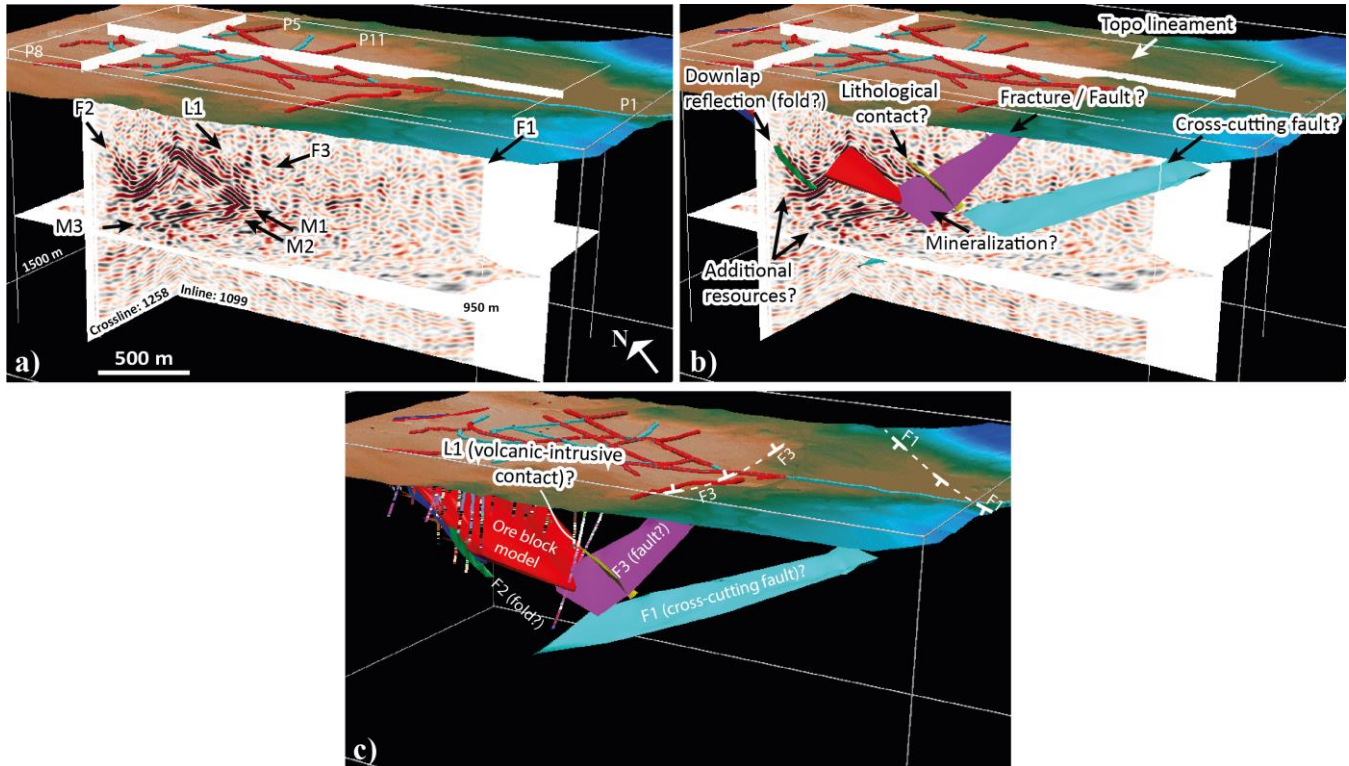 P5
P11
P8
F2
L1
P1
F1
F3
M3
M1
M2
1500 m
Crossline: 1258
Inline: 1099
950 m
a)
500 m
N
Topo lineament
P8
Downlap
reflection (fold?)
Lithological
contact?
Fracture / Fault ?
P1
Cross-cutting fault?
Mineralization?
Additional
resources?
b)
L1 (volcanic-intrusive
contact)?
F3
F3
F1
F1
Ore block
model
F3 (fault?)
F2 (fold?)
F1 (cross-cutting fault)?
c)